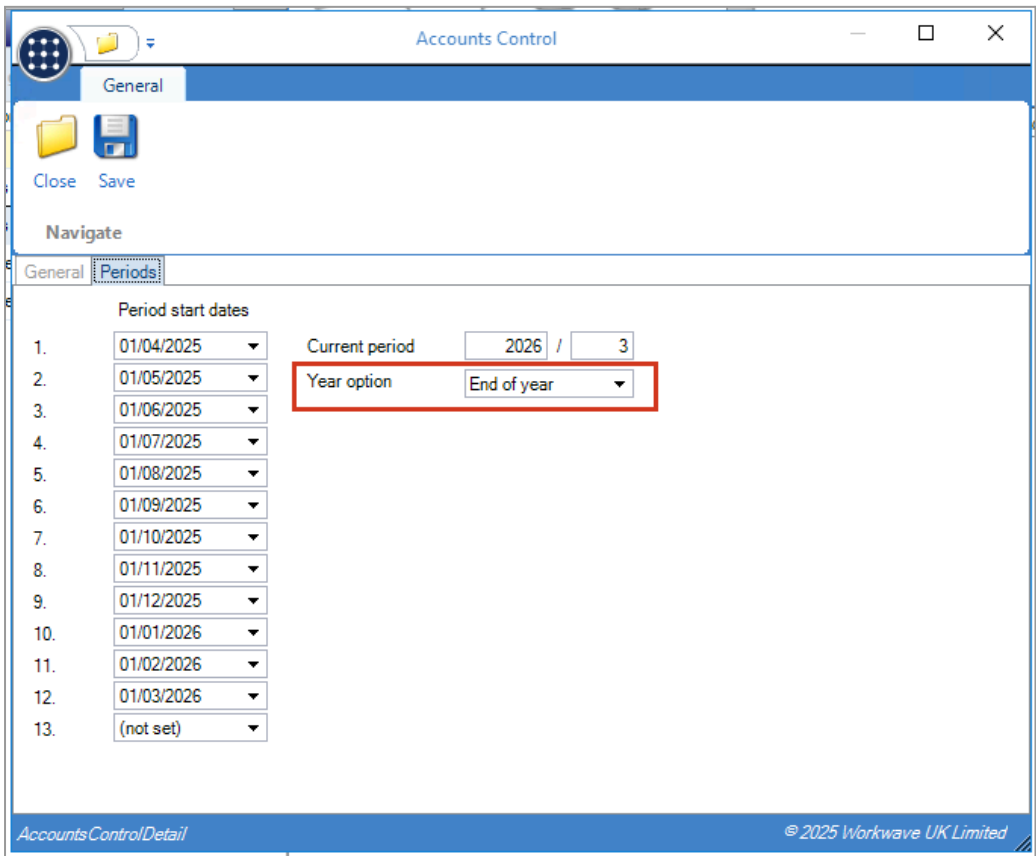 Accounts Control
General
Close Save
Navigate
General Periods
Period start dates
1. 01/04/2025 Current period 2026 / 3
2. 01/05/2025 Year option End of year
3. 01/06/2025
4. 01/07/2025
5. 01/08/2025
6. 01/09/2025
7. 01/10/2025
8. 01/11/2025
9. 01/12/2025
10. 01/01/2026
11. 01/02/2026
12. 01/03/2026
13. (not set)
AccountsControlDetail © 2025 Workwave UK Limited